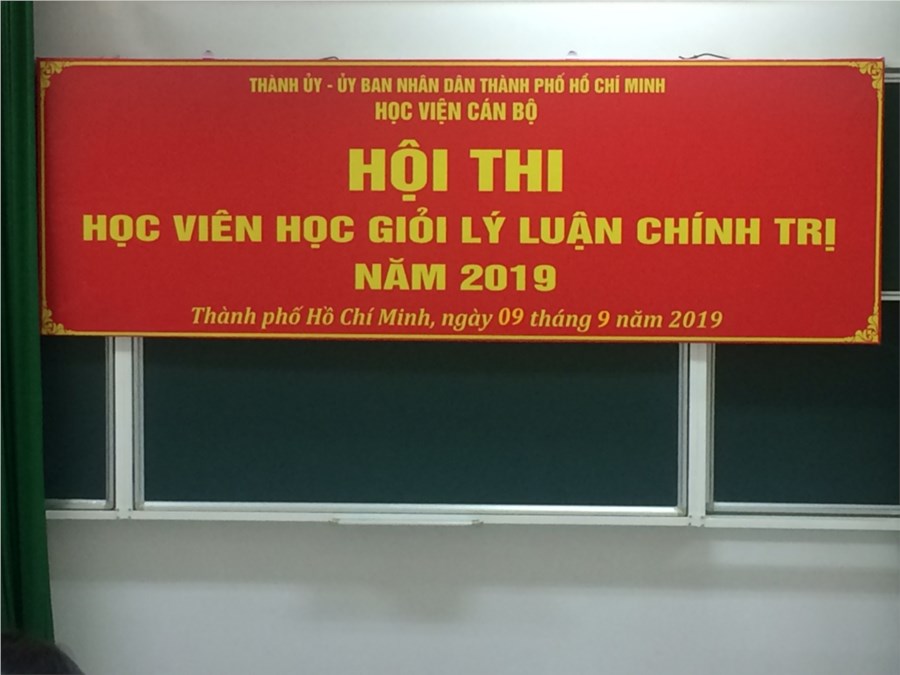 THÀNH ỦY - ỦY BAN NHÂN DÂN THÀNH PHỐ HỒ CHÍ MINH
HỌC VIỆN CÁN BỘ
HỘI THI
HỌC VIÊN HỌC GIỎI LÝ LUẬN CHÍNH TRỊ
NĂM 2019
Thành phố Hồ Chí Minh, ngày 09 tháng 9 năm 2019